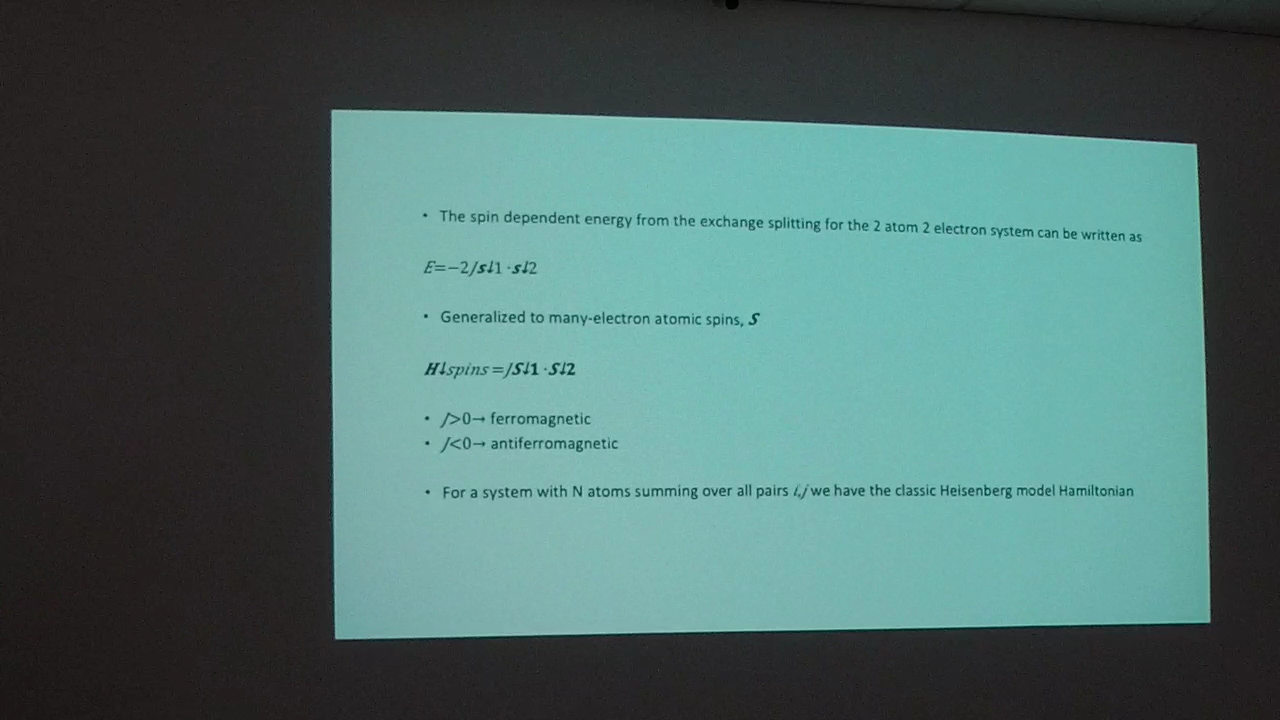 • The spin dependent energy from the exchange splitting for the 2 atom 2 electron system can be written as
E=−2Js↓1 ·s↓2
• Generalized to many-electron atomic spins, S
H↓spins =JS↓1 ·S↓2
• J>0→ ferromagnetic
• J<0→ antiferromagnetic
• For a system with N atoms summing over all pairs i,j we have the classic Heisenberg model Hamiltonian